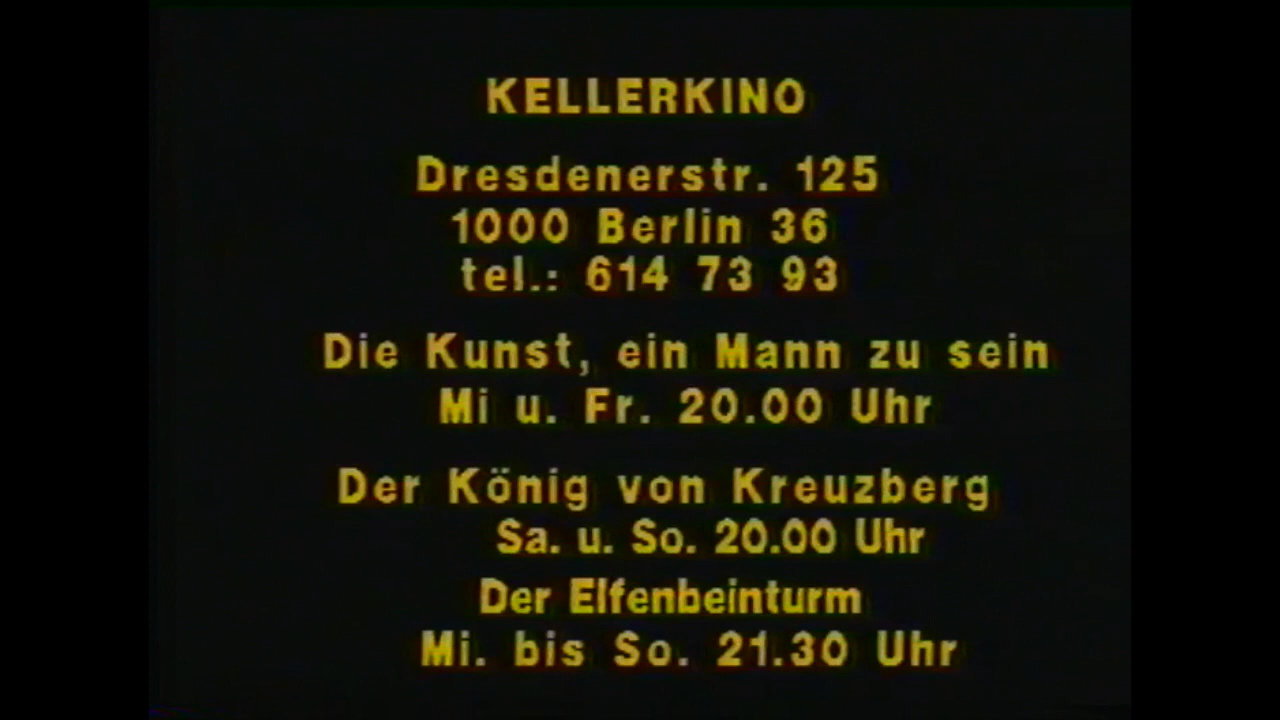 KELLERKINO
Dresdenerstr. 125
1000 Berlin 36
tel.: 614 73 93
Die Kunst, ein Mann zu sein
Mi u. Fr. 20.00 Uhr
Der König von Kreuzberg
Sa. u. So. 20.00 Uhr
Der Elfenbeinturm
Mi. bis So. 21.30 Uhr